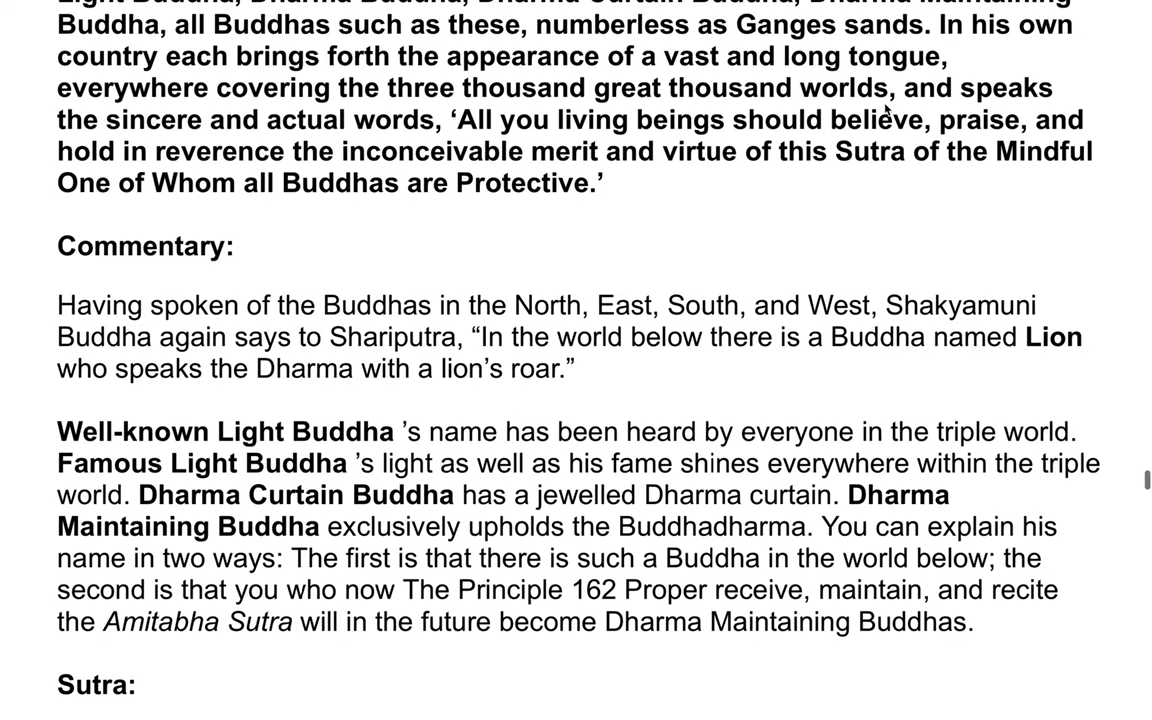 Light Buddha, Dharma Buddha, Dharma Curtain Buddha, Dharma Maintaining
Buddha, all Buddhas such as these, numberless as Ganges sands. In his own
country each brings forth the appearance of a vast and long tongue,
everywhere covering the three thousand great thousand worlds, and speaks
the sincere and actual words, ‘All you living beings should believe, praise, and
hold in reverence the inconceivable merit and virtue of this Sutra of the Mindful
One of Whom all Buddhas are Protective.’
Commentary:
Having spoken of the Buddhas in the North, East, South, and West, Shakyamuni
Buddha again says to Shariputra, “In the world below there is a Buddha named Lion
who speaks the Dharma with a lion’s roar.”
Well-known Light Buddha ’s name has been heard by everyone in the triple world.
Famous Light Buddha ’s light as well as his fame shines everywhere within the triple
world. Dharma Curtain Buddha has a jewelled Dharma curtain. Dharma
Maintaining Buddha exclusively upholds the Buddhadharma. You can explain his
name in two ways: The first is that there is such a Buddha in the world below; the
second is that you who now The Principle 162 Proper receive, maintain, and recite
the Amitabha Sutra will in the future become Dharma Maintaining Buddhas.
Sutra: